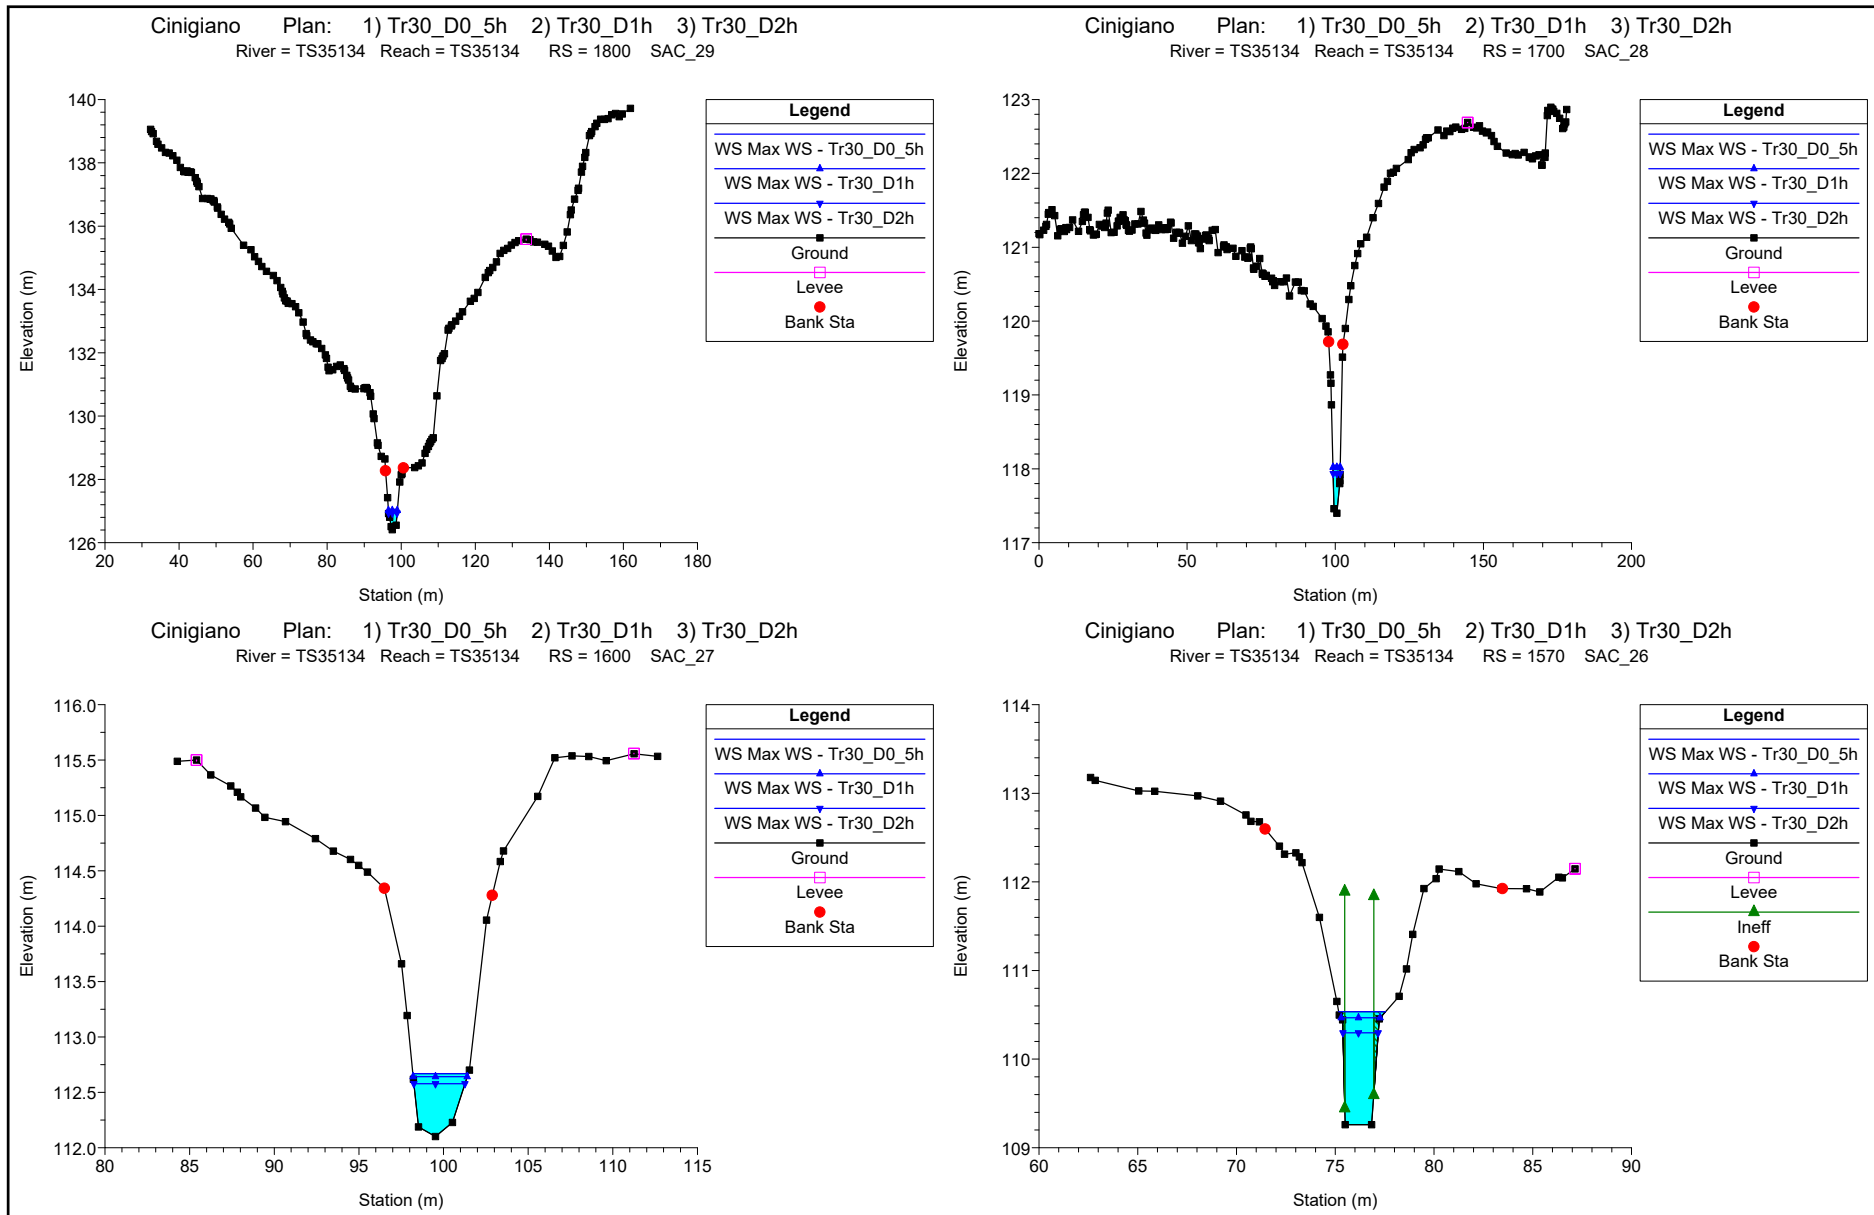 Cinigiano Plan: 1) Tr30_D0_5h 2) Tr30_D1h 3) Tr30_D2h
River = TS35134 Reach = TS35134 RS = 1800 SAC_29
Elevation (m)
140
138
136
134
132
130
128
126
20 40 60 80 100 120 140 160 180
Station (m)
Legend
WS Max WS - Tr30_D0_5h
WS Max WS - Tr30_D1h
WS Max WS - Tr30_D2h
Ground
Levee
Bank Sta
Cinigiano Plan: 1) Tr30_D0_5h 2) Tr30_D1h 3) Tr30_D2h
River = TS35134 Reach = TS35134 RS = 1700 SAC_28
Elevation (m)
123
122
121
120
119
118
117
0 50 100 150 200
Station (m)
Legend
WS Max WS - Tr30_D0_5h
WS Max WS - Tr30_D1h
WS Max WS - Tr30_D2h
Ground
Levee
Bank Sta
Cinigiano Plan: 1) Tr30_D0_5h 2) Tr30_D1h 3) Tr30_D2h
River = TS35134 Reach = TS35134 RS = 1600 SAC_27
Elevation (m)
116.0
115.5
115.0
114.5
114.0
113.5
113.0
112.5
112.0
80 85 90 95 100 105 110 115
Station (m)
Legend
WS Max WS - Tr30_D0_5h
WS Max WS - Tr30_D1h
WS Max WS - Tr30_D2h
Ground
Levee
Bank Sta
Cinigiano Plan: 1) Tr30_D0_5h 2) Tr30_D1h 3) Tr30_D2h
River = TS35134 Reach = TS35134 RS = 1570 SAC_26
Elevation (m)
114
113
112
111
110
109
60 65 70 75 80 85 90
Station (m)
Legend
WS Max WS - Tr30_D0_5h
WS Max WS - Tr30_D1h
WS Max WS - Tr30_D2h
Ground
Levee
Ineff
Bank Sta